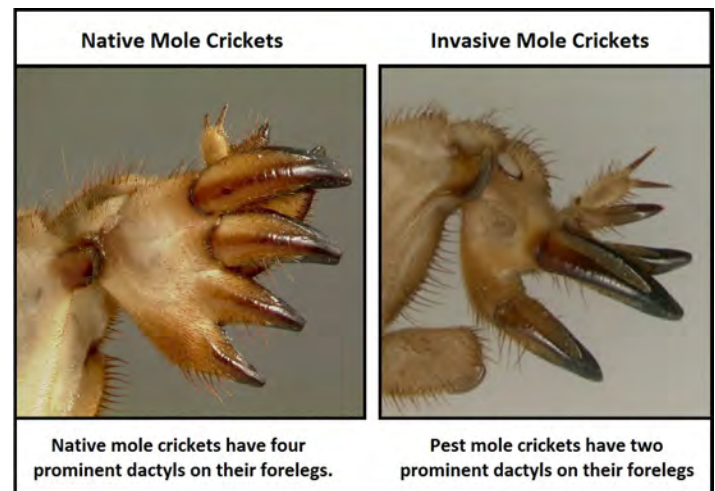 Native Mole Crickets
Invasive Mole Crickets
Native mole crickets have four
prominent dactyls on their forelegs.
Pest mole crickets have two
prominent dactyls on their forelegs